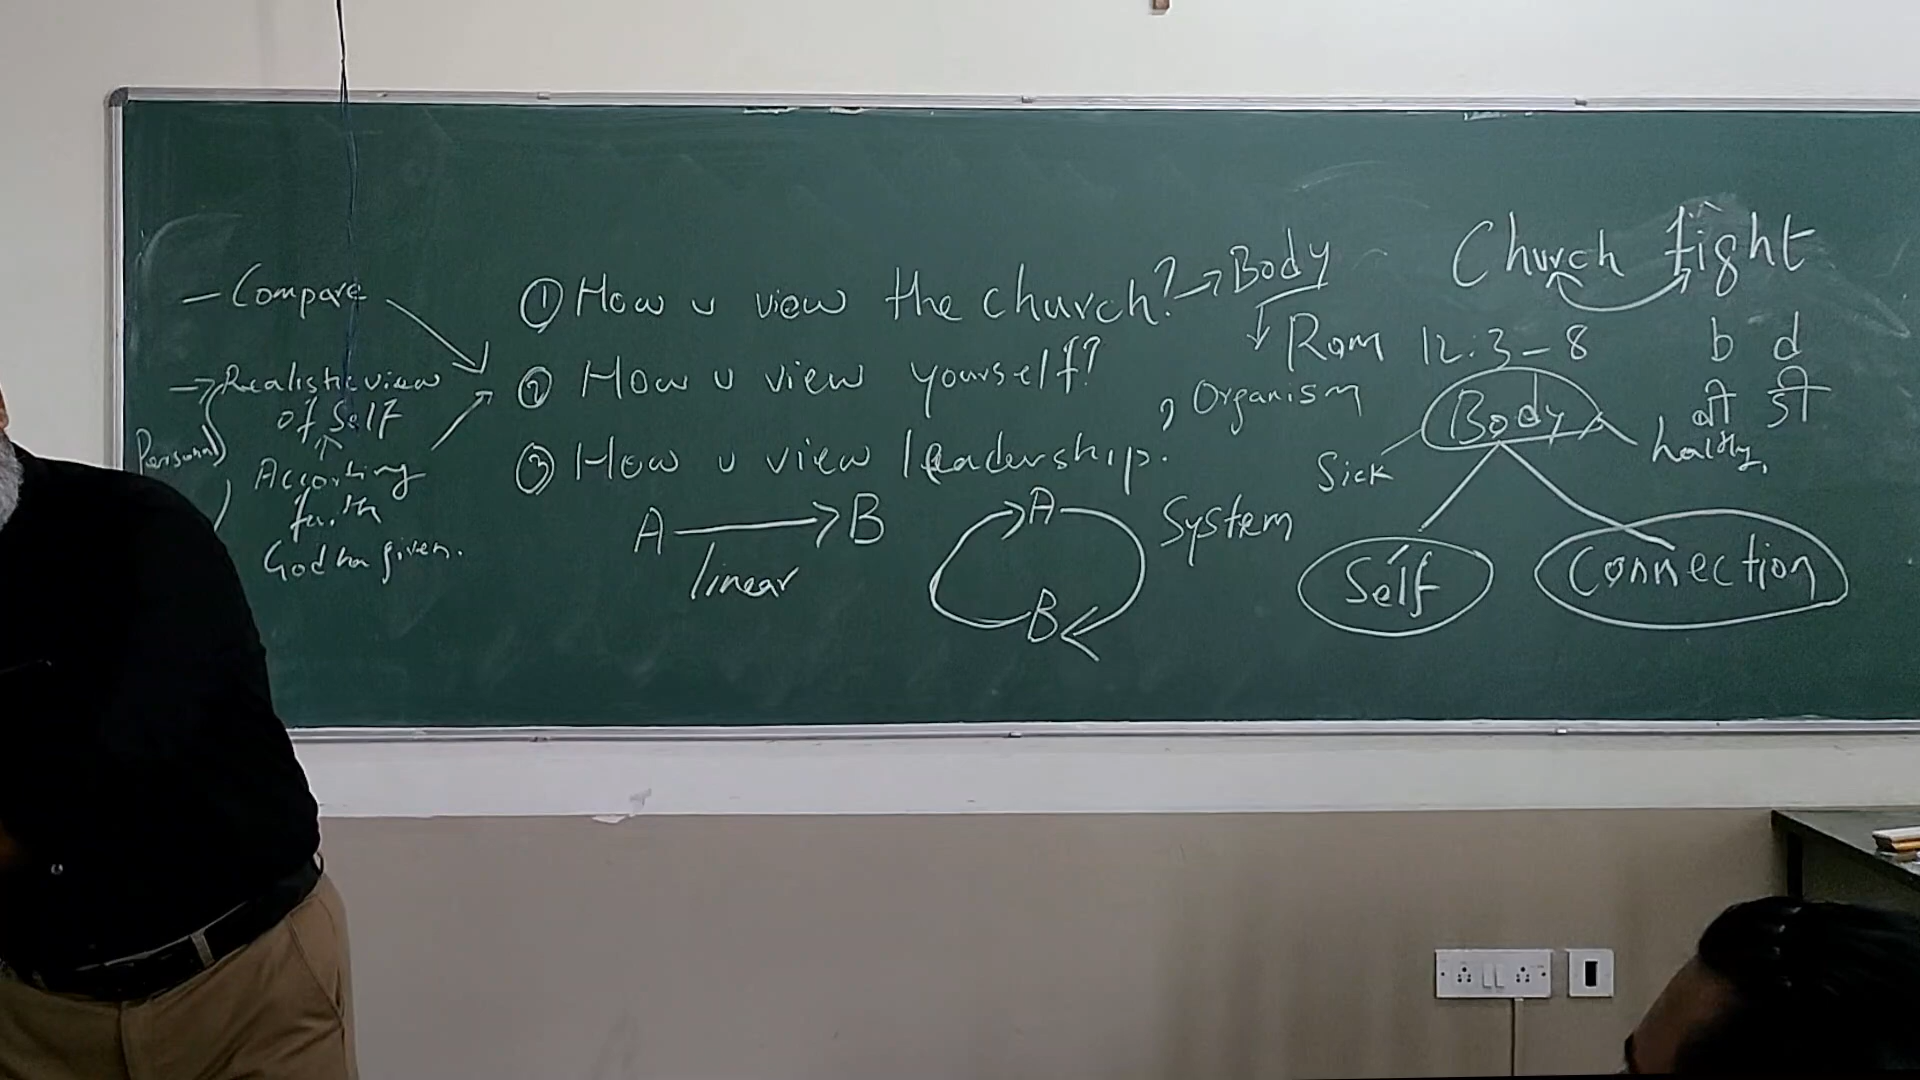 — Compare
→ Realistic view
of Self
Personal
According
faith
God has given.
① How u view the church? → Body
② How u view yourself?
③ How u view leadership?
A → B
linear
A
B
System
Organism
Rom 12:3-8
Church fight
b d
Body
Sick
healthy,
Self
Connection